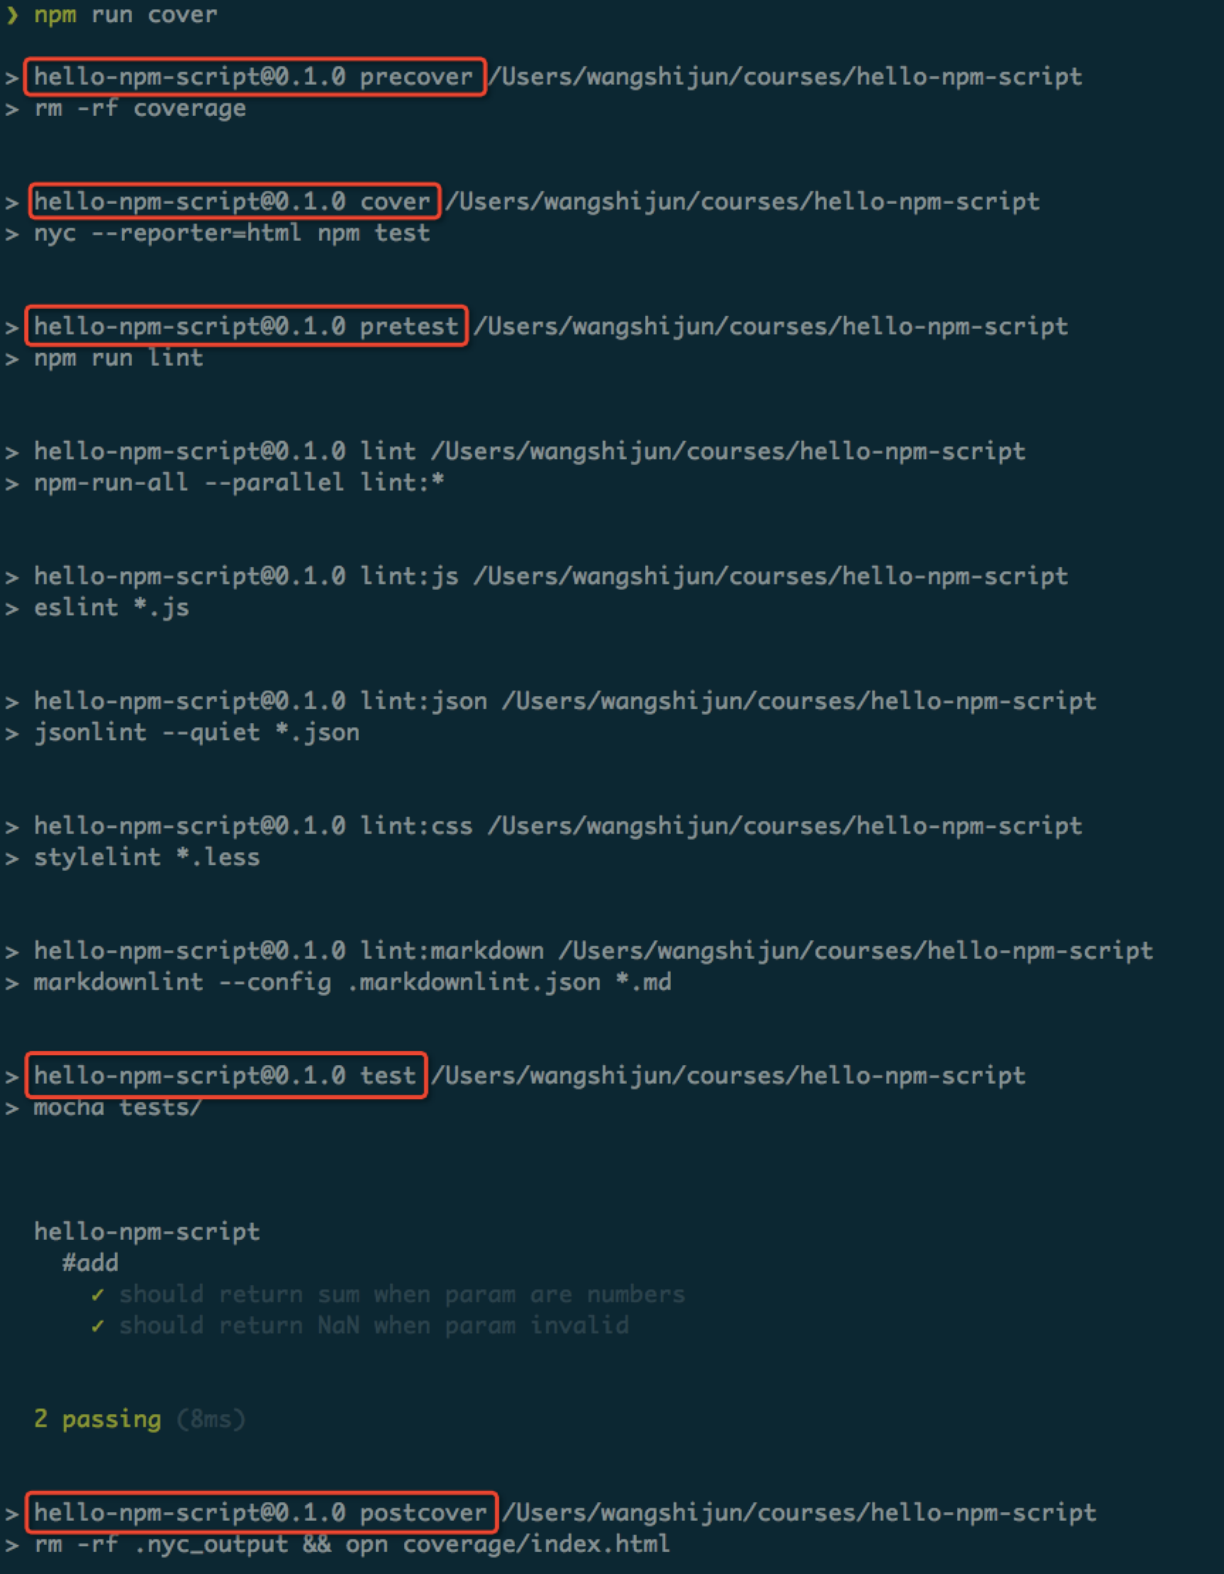 ❯ npm run cover
> hello-npm-script@0.1.0 precover /Users/wangshijun/courses/hello-npm-script
> rm -rf coverage
> hello-npm-script@0.1.0 cover /Users/wangshijun/courses/hello-npm-script
> nyc --reporter=html npm test
> hello-npm-script@0.1.0 pretest /Users/wangshijun/courses/hello-npm-script
> npm run lint
> hello-npm-script@0.1.0 lint /Users/wangshijun/courses/hello-npm-script
> npm-run-all --parallel lint:*
> hello-npm-script@0.1.0 lint:js /Users/wangshijun/courses/hello-npm-script
> eslint *.js
> hello-npm-script@0.1.0 lint:json /Users/wangshijun/courses/hello-npm-script
> jsonlint --quiet *.json
> hello-npm-script@0.1.0 lint:css /Users/wangshijun/courses/hello-npm-script
> stylelint *.less
> hello-npm-script@0.1.0 lint:markdown /Users/wangshijun/courses/hello-npm-script
> markdownlint --config .markdownlint.json *.md
> hello-npm-script@0.1.0 test /Users/wangshijun/courses/hello-npm-script
> mocha tests/
hello-npm-script
#add
✓ should return sum when param are numbers
✓ should return NaN when param invalid
2 passing (8ms)
> hello-npm-script@0.1.0 postcover /Users/wangshijun/courses/hello-npm-script
> rm -rf .nyc_output && opn coverage/index.html